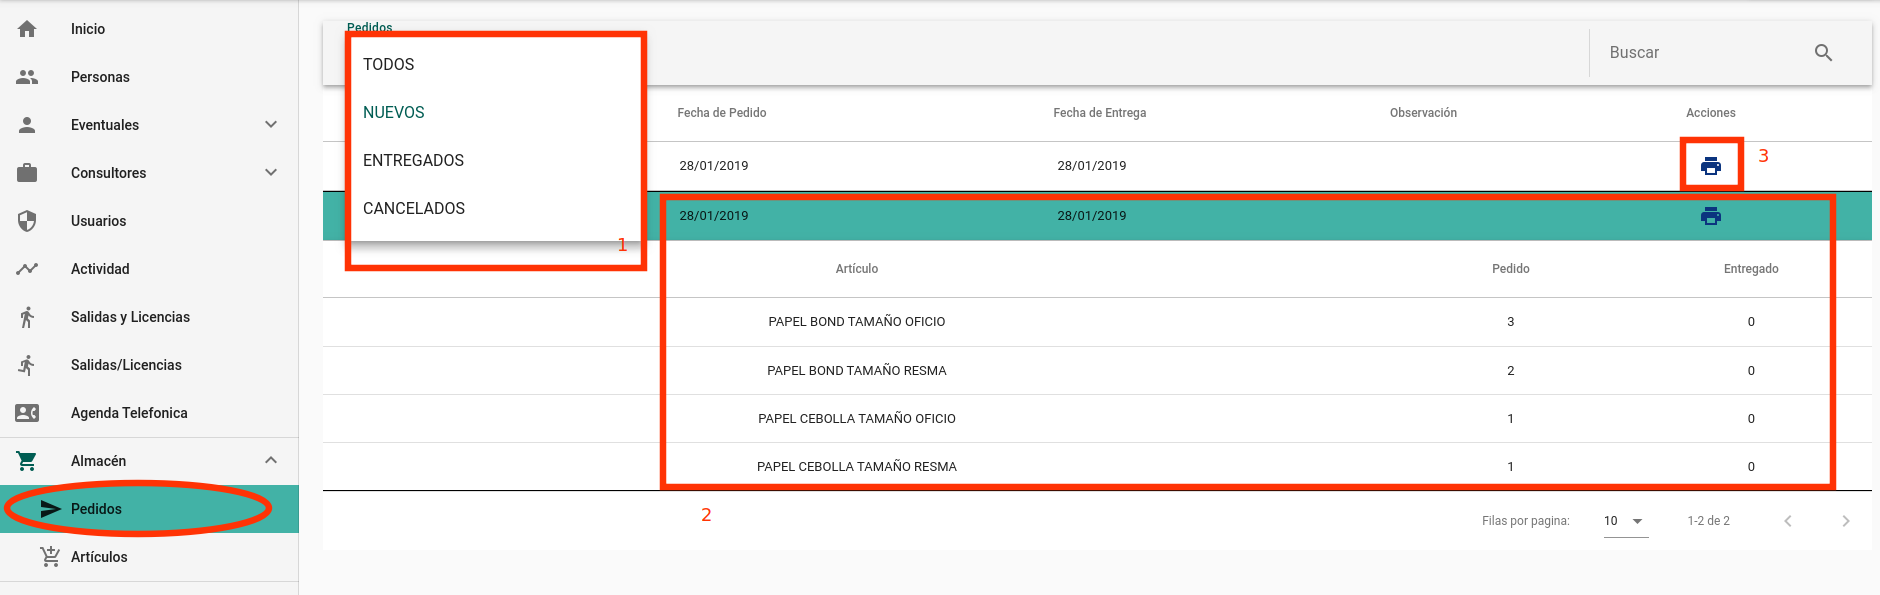 Inicio
Personas
Eventuales
Consultores
Usuarios
Actividad
Salidas y Licencias
Salidas/Licencias
Agenda Telefonica
Almacén
Pedidos
Artículos
Pedidos
TODOS
NUEVOS
ENTREGADOS
CANCELADOS
1
Buscar
Fecha de Pedido Fecha de Entrega Observación Acciones
28/01/2019 28/01/2019 3
28/01/2019 28/01/2019
Artículo Pedido Entregado
PAPEL BOND TAMAÑO OFICIO 3 0
PAPEL BOND TAMAÑO RESMA 2 0
PAPEL CEBOLLA TAMAÑO OFICIO 1 0
PAPEL CEBOLLA TAMAÑO RESMA 1 0
2
Filas por pagina: 10 1-2 de 2